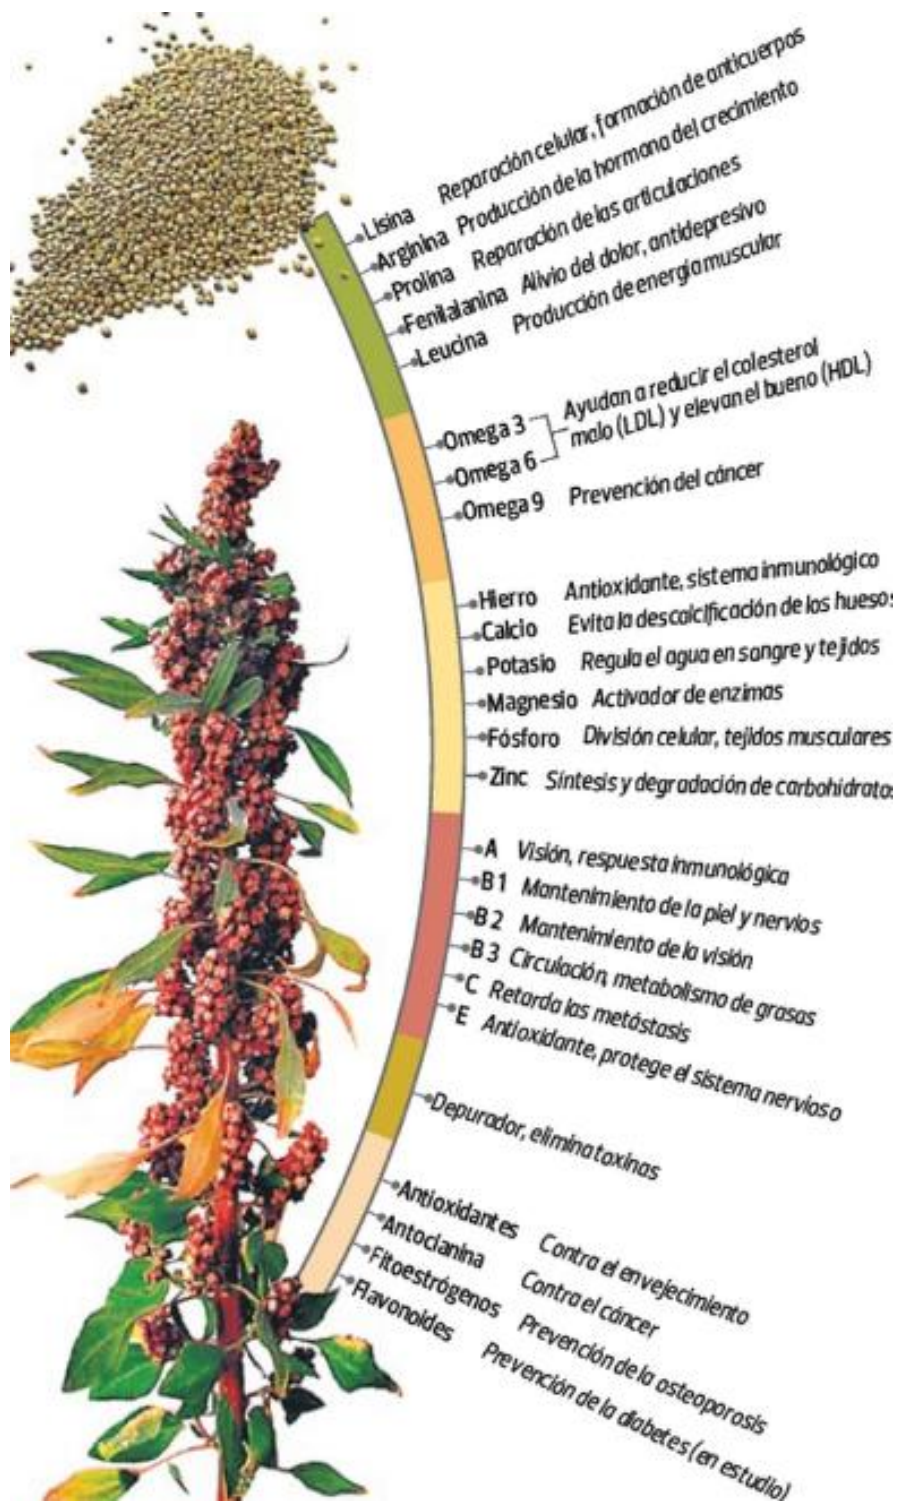 Lisina Reparación celular, formación de anticuerpos
Arginina Producción de la hormona del crecimiento
Prolina Reparación de las articulaciones
Fenilalanina Alivio del dolor, antidepresivo
Leucina Producción de energía muscular
Omega 3
Omega 6
Ayudan a reducir el colesterol
malo (LDL) y elevan el bueno (HDL)
Omega 9 Prevención del cáncer
Hierro Antioxidante, sistema inmunológico
Calcio Evita la descalcificación de los huesos
Potasio Regula el agua en sangre y tejidos
Magnesio Activador de enzimas
Fósforo División celular, tejidos musculares
Zinc Síntesis y degradación de carbohidratos
A Visión, respuesta inmunológica
B1 Mantenimiento de la piel y nervios
B2 Mantenimiento de la visión
B3 Circulación, metabolismo de grasas
C Retarda las metástasis
E Antioxidante, protege el sistema nervioso
Depurador, elimina toxinas
Antioxidantes Contra el envejecimiento
Antocianina Contra el cáncer
Fitoestrógenos Prevención de la osteoporosis
Flavonoides Prevención de la diabetes (en estudio)